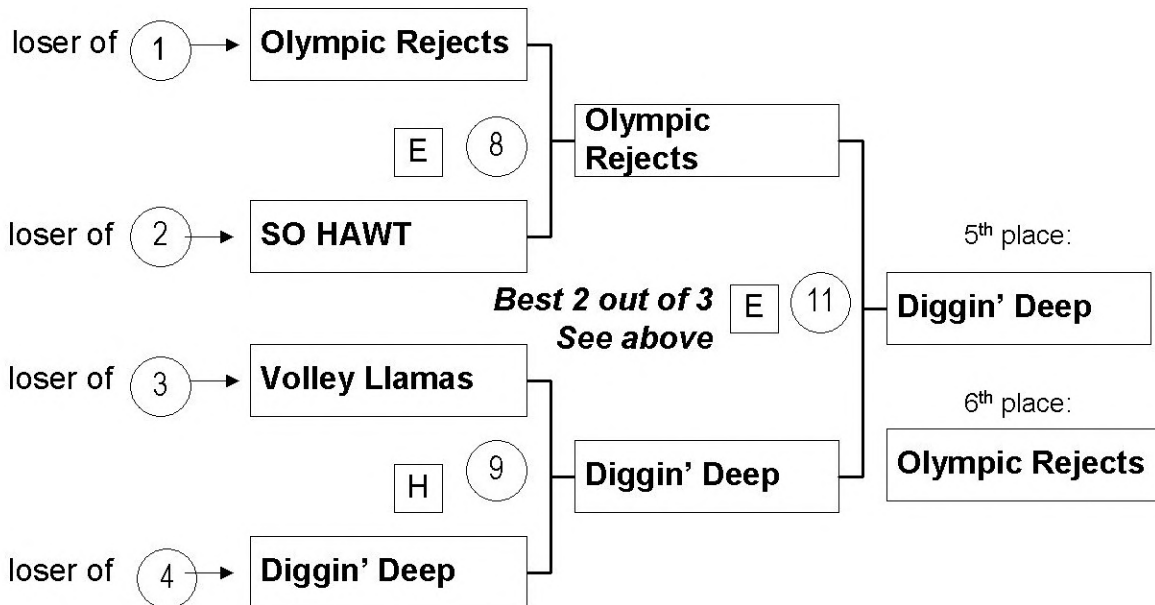 loser of 1 Olympic Rejects
Olympic
Rejects
E 8
loser of 2 SO HAWT
5th place:
Best 2 out of 3
See above
E 11
Diggin’ Deep
loser of 3 Volley Llamas
6th place:
Olympic Rejects
H 9
Diggin’ Deep
loser of 4 Diggin’ Deep